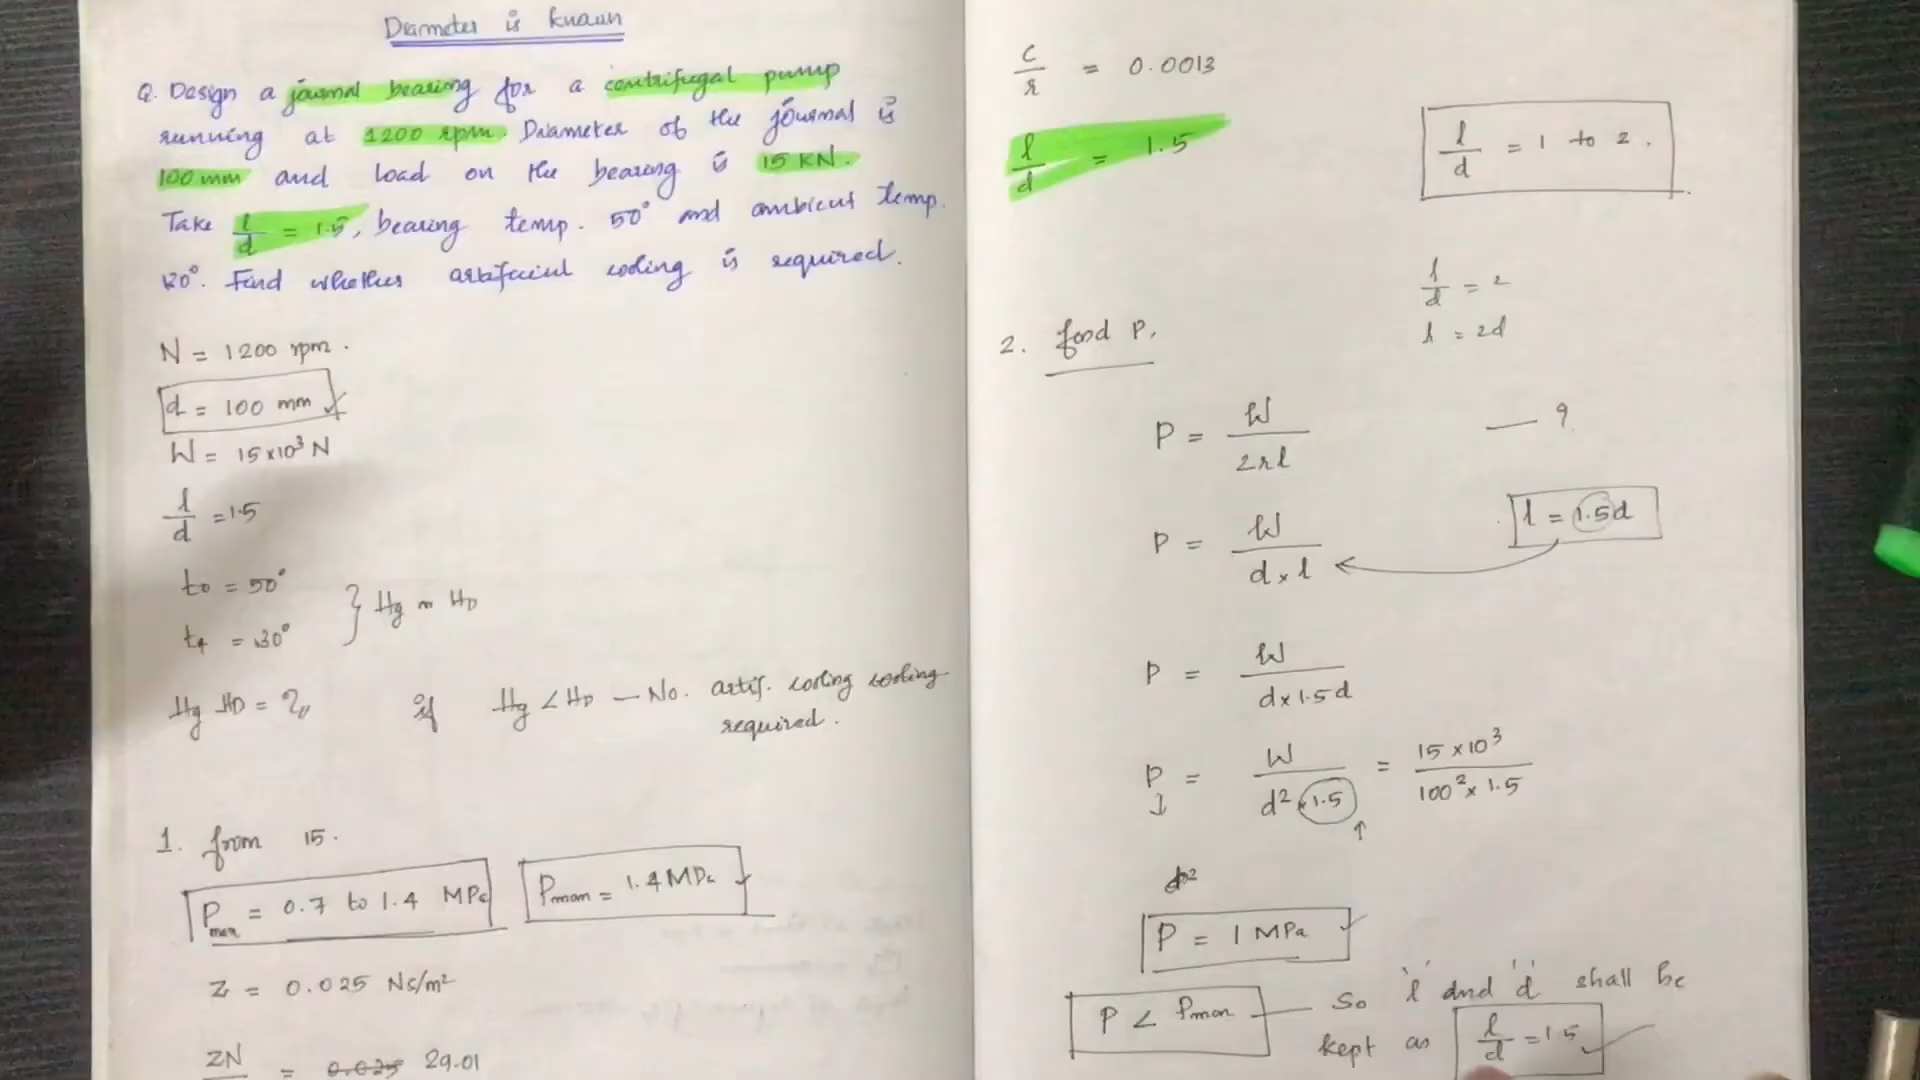 Diameter is known
Q. Design a journal bearing for a centrifugal pump
running at 1200 rpm. Diameter of the journal is
100 mm and load on the bearing is 15 KN.
Take l/d = 1.5, bearing temp. 50° and ambient temp.
30°. Find whether artificial cooling is required.
N = 1200 rpm.
d = 100 mm
W = 15 x 10³ N
l/d = 1.5
to = 50°
= 30°
} Hg HD
Hg HD = ? if Hg < HD — No. artif. cooling cooling
required.
1. from 15.
Pmax = 0.7 to 1.4 MPa Pmax = 1.4 MPa
Z = 0.025 Ns/m²
ZN = 0.025 29.01
c/r = 0.0013
l/d = 1.5
l/d = 1 to 2.
l/d = 2
l = 2d
2. find P.
P = W/2rl — 9
P = W/d x l
l = 1.5d
P = W/d x 1.5d
P = W/d² x 1.5 = 15 x 10³/100² x 1.5
d²
P = 1 MPa
P < Pmax — So 'l' and 'd' shall be
kept as l/d = 1.5